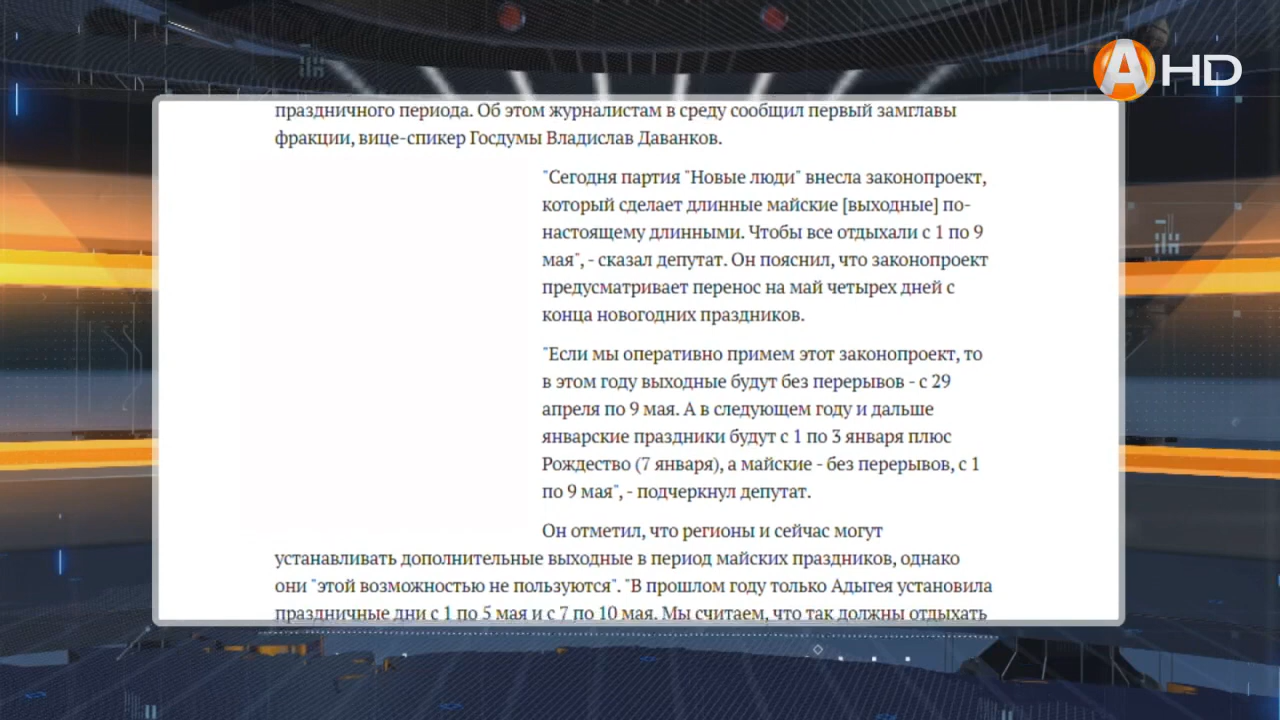 AHD
праздничного периода. Об этом журналистам в среду сообщил первый замглавы
фракции, вице-спикер Госдумы Владислав Даванков.
"Сегодня партия "Новые люди" внесла законопроект,
который сделает длинные майские [выходные] по-
настоящему длинными. Чтобы все отдыхали с 1 по 9
мая", - сказал депутат. Он пояснил, что законопроект
предусматривает перенос на май четырех дней с
конца новогодних праздников.
"Если мы оперативно примем этот законопроект, то
в этом году выходные будут без перерывов - с 29
апреля по 9 мая. А в следующем году и дальше
январские праздники будут с 1 по 3 января плюс
Рождество (7 января), а майские - без перерывов, с 1
по 9 мая", - подчеркнул депутат.
Он отметил, что регионы и сейчас могут
устанавливать дополнительные выходные в период майских праздников, однако
они "этой возможностью не пользуются". "В прошлом году только Адыгея установила
праздничные дни с 1 по 5 мая и с 7 по 10 мая. Мы считаем, что так должны отдыхать